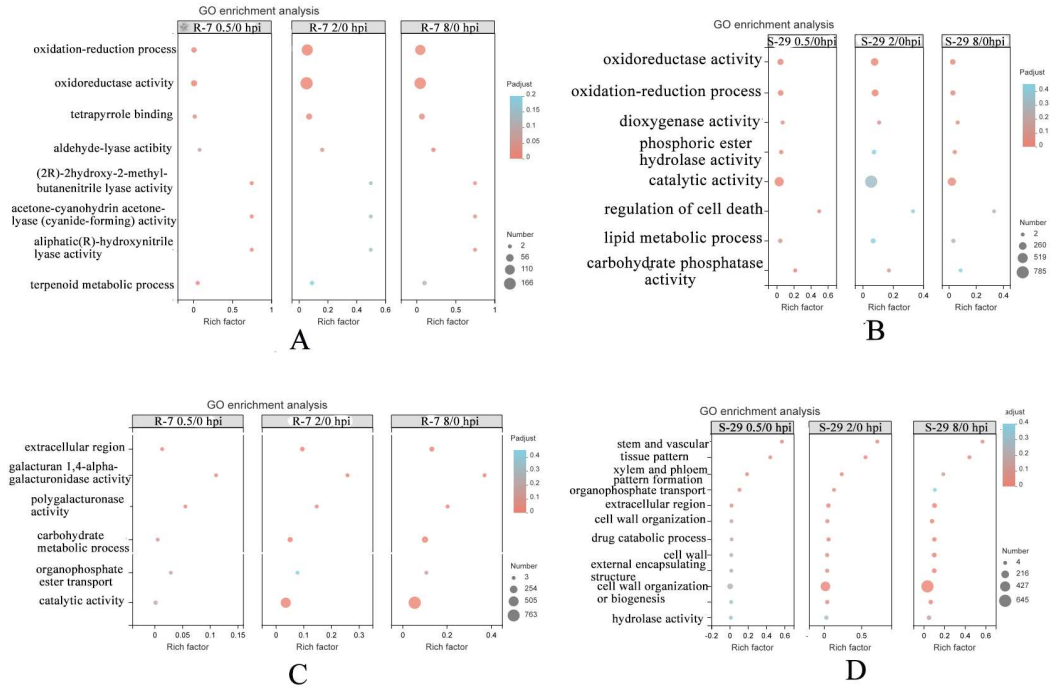 GO enrichment analysis
R-7 0.5/0 hpi
R-7 2/0 hpi
R-7 8/0 hpi
oxidation-reduction process
oxidoreductase activity
tetrapyrrole binding
aldehyde-lyase actibity
(2R)-2hydroxy-2-methyl-
butanenitrile lyase activity
acetone-cyanohydrin acetone-
lyase (cyanide-forming) activity
aliphatic(R)-hydroxynitrile
lyase activity
terpenoid metabolic process
0 0.5 1
0 0.2 0.4 0.6
0 0.5 1
Rich factor
Rich factor
Rich factor
Padjust
0.2
0.15
0.1
0.05
0
Number
2
56
110
166
A
GO enrichment analysis
S-29 0.5/0hpi
S-29 2/0hpi
S-29 8/0hpi
oxidoreductase activity
oxidation-reduction process
dioxygenase activity
phosphoric ester
hydrolase activity
catalytic activity
regulation of cell death
lipid metabolic process
carbohydrate phosphatase
activity
0 0.2 0.4 0.6
0 0.2 0.4
0 0.2 0.4
Rich factor
Rich factor
Rich factor
Padjust
0.4
0.3
0.2
0.1
0
Number
2
260
519
785
B
GO enrichment analysis
R-7 0.5/0 hpi
R-7 2/0 hpi
R-7 8/0 hpi
extracellular region
galacturan 1,4-alpha-
galacturonidase activity
polygalacturonase
activity
carbohydrate
metabolic process
organophosphate
ester transport
catalytic activity
0 0.05 0.1 0.15
0 0.1 0.2 0.3
0 0.2 0.4
Rich factor
Rich factor
Rich factor
Padjust
0.4
0.3
0.2
0.1
0
Number
3
254
505
763
C
GO enrichment analysis
S-29 0.5/0 hpi
S-29 2/0 hpi
S-29 8/0 hpi
stem and vascular
tissue pattern
xylem and phloem
pattern formation
organophosphate transport
extracellular region
cell wall organization
drug catabolic process
cell wall
external encapsulating
structure
cell wall organization
or biogenesis
hydrolase activity
-0.2 0 0.2 0.4 0.6
0 0.5
0 0.2 0.4 0.6
Rich factor
Rich factor
Rich factor
adjust
0.4
0.3
0.2
0.1
0
Number
4
216
427
645
D